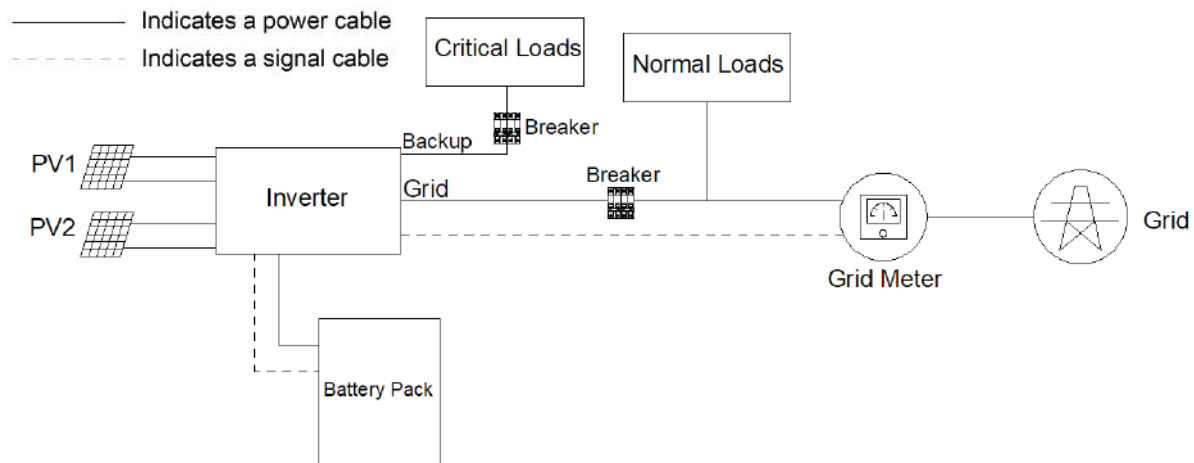 Indicates a power cable
Indicates a signal cable
Critical Loads
Normal Loads
Breaker
Backup
PV1
Inverter
Grid
Breaker
PV2
Grid
Grid Meter
Battery Pack